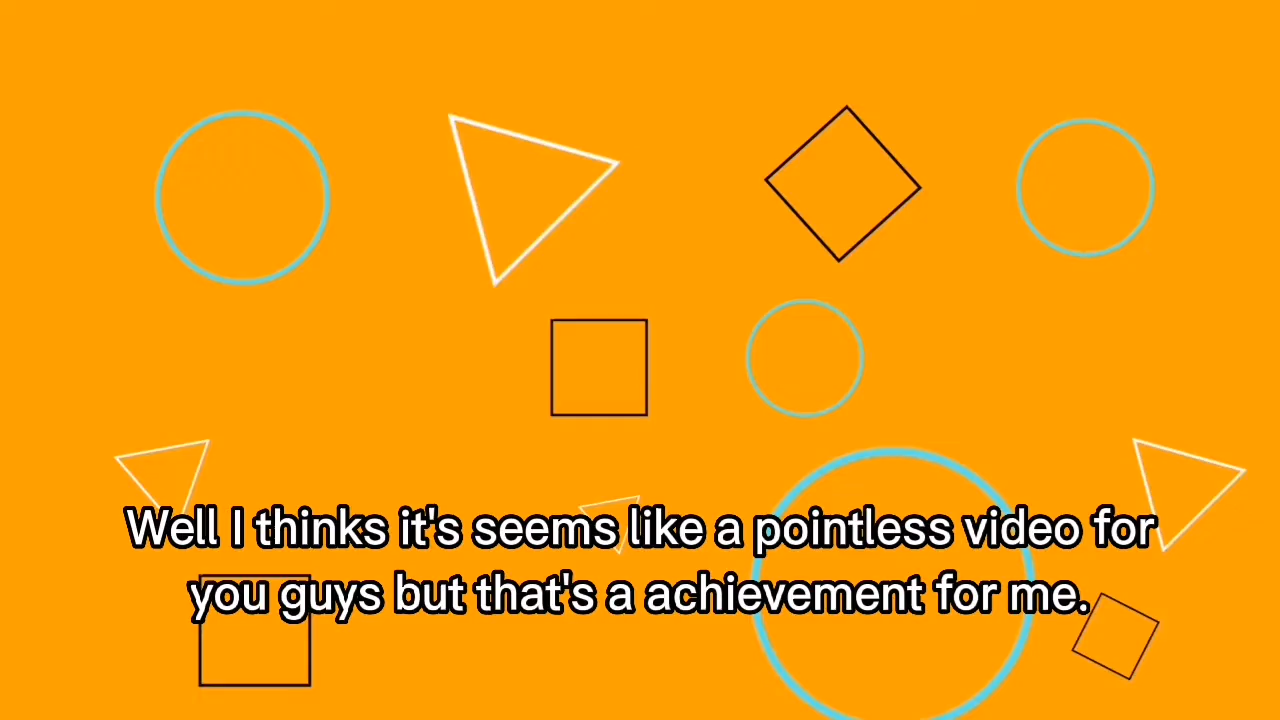 Well I thinks it's seems like a pointless video for
you guys but that's a achievement for me.